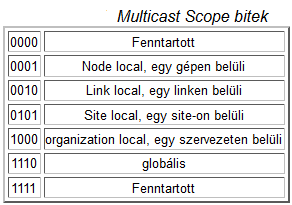 Multicast Scope bitek
0000 Fenntartott
0001 Node local, egy gépen belüli
0010 Link local, egy linken belüli
0101 Site local, egy site-on belüli
1000 organization local, egy szervezeten belüli
1110 globális
1111 Fenntartott